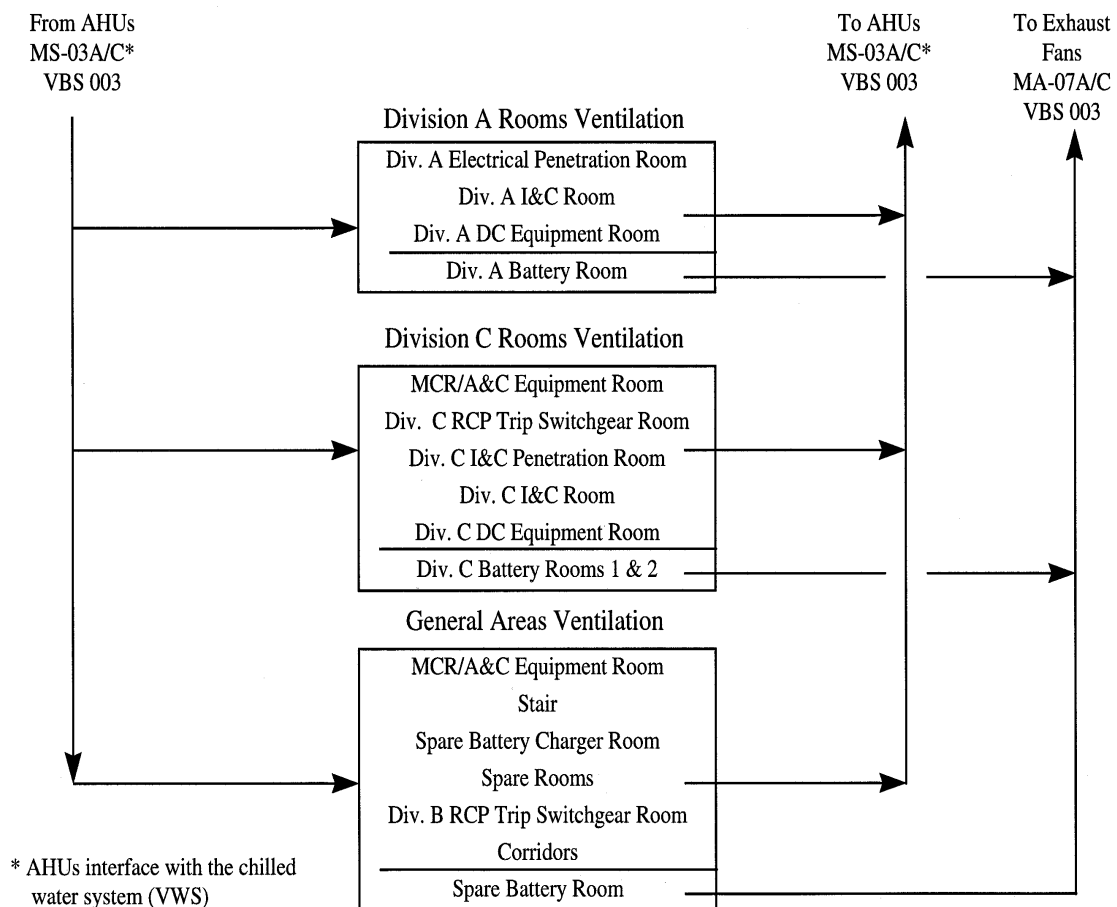 From AHUs
MS-03A/C*
VBS 003
To AHUs
MS-03A/C*
VBS 003
To Exhaust
Fans
MA-07A/C
VBS 003
Division A Rooms Ventilation
Div. A Electrical Penetration Room
Div. A I&C Room
Div. A DC Equipment Room
Div. A Battery Room
Division C Rooms Ventilation
MCR/A&C Equipment Room
Div. C RCP Trip Switchgear Room
Div. C I&C Penetration Room
Div. C I&C Room
Div. C DC Equipment Room
Div. C Battery Rooms 1 & 2
General Areas Ventilation
MCR/A&C Equipment Room
Stair
Spare Battery Charger Room
Spare Rooms
Div. B RCP Trip Switchgear Room
Corridors
Spare Battery Room
* AHUs interface with the chilled
water system (VWS)